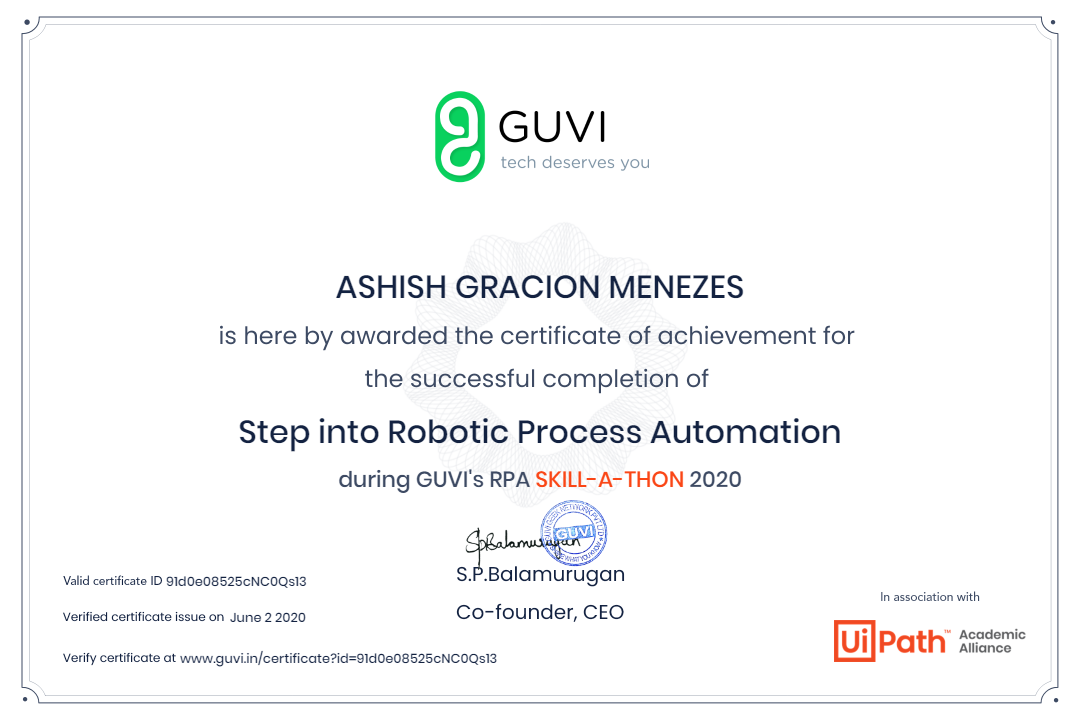 GUVI
tech deserves you
ASHISH GRACION MENEZES
is here by awarded the certificate of achievement for
the successful completion of
Step into Robotic Process Automation
during GUVI's RPA SKILL-A-THON 2020
SPBalamurugan
GUVI
S.P.Balamurugan
Co-founder, CEO
Valid certificate ID 91d0e08525cNC0Qs13
Verified certificate issue on June 2 2020
Verify certificate at www.guvi.in/certificate?id=91d0e08525cNC0Qs13
In association with
UiPath™ Academic
Alliance